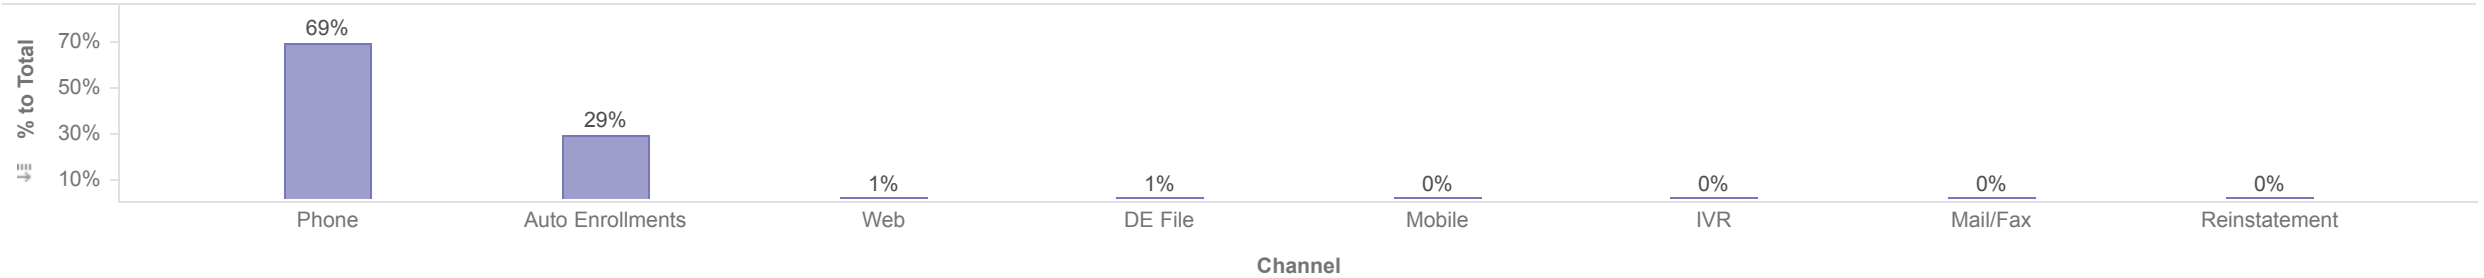 % to Total
70%
50%
30%
10%
69%
29%
1%
1%
0%
0%
0%
0%
Phone
Auto Enrollments
Web
DE File
Mobile
IVR
Mail/Fax
Reinstatement
Channel